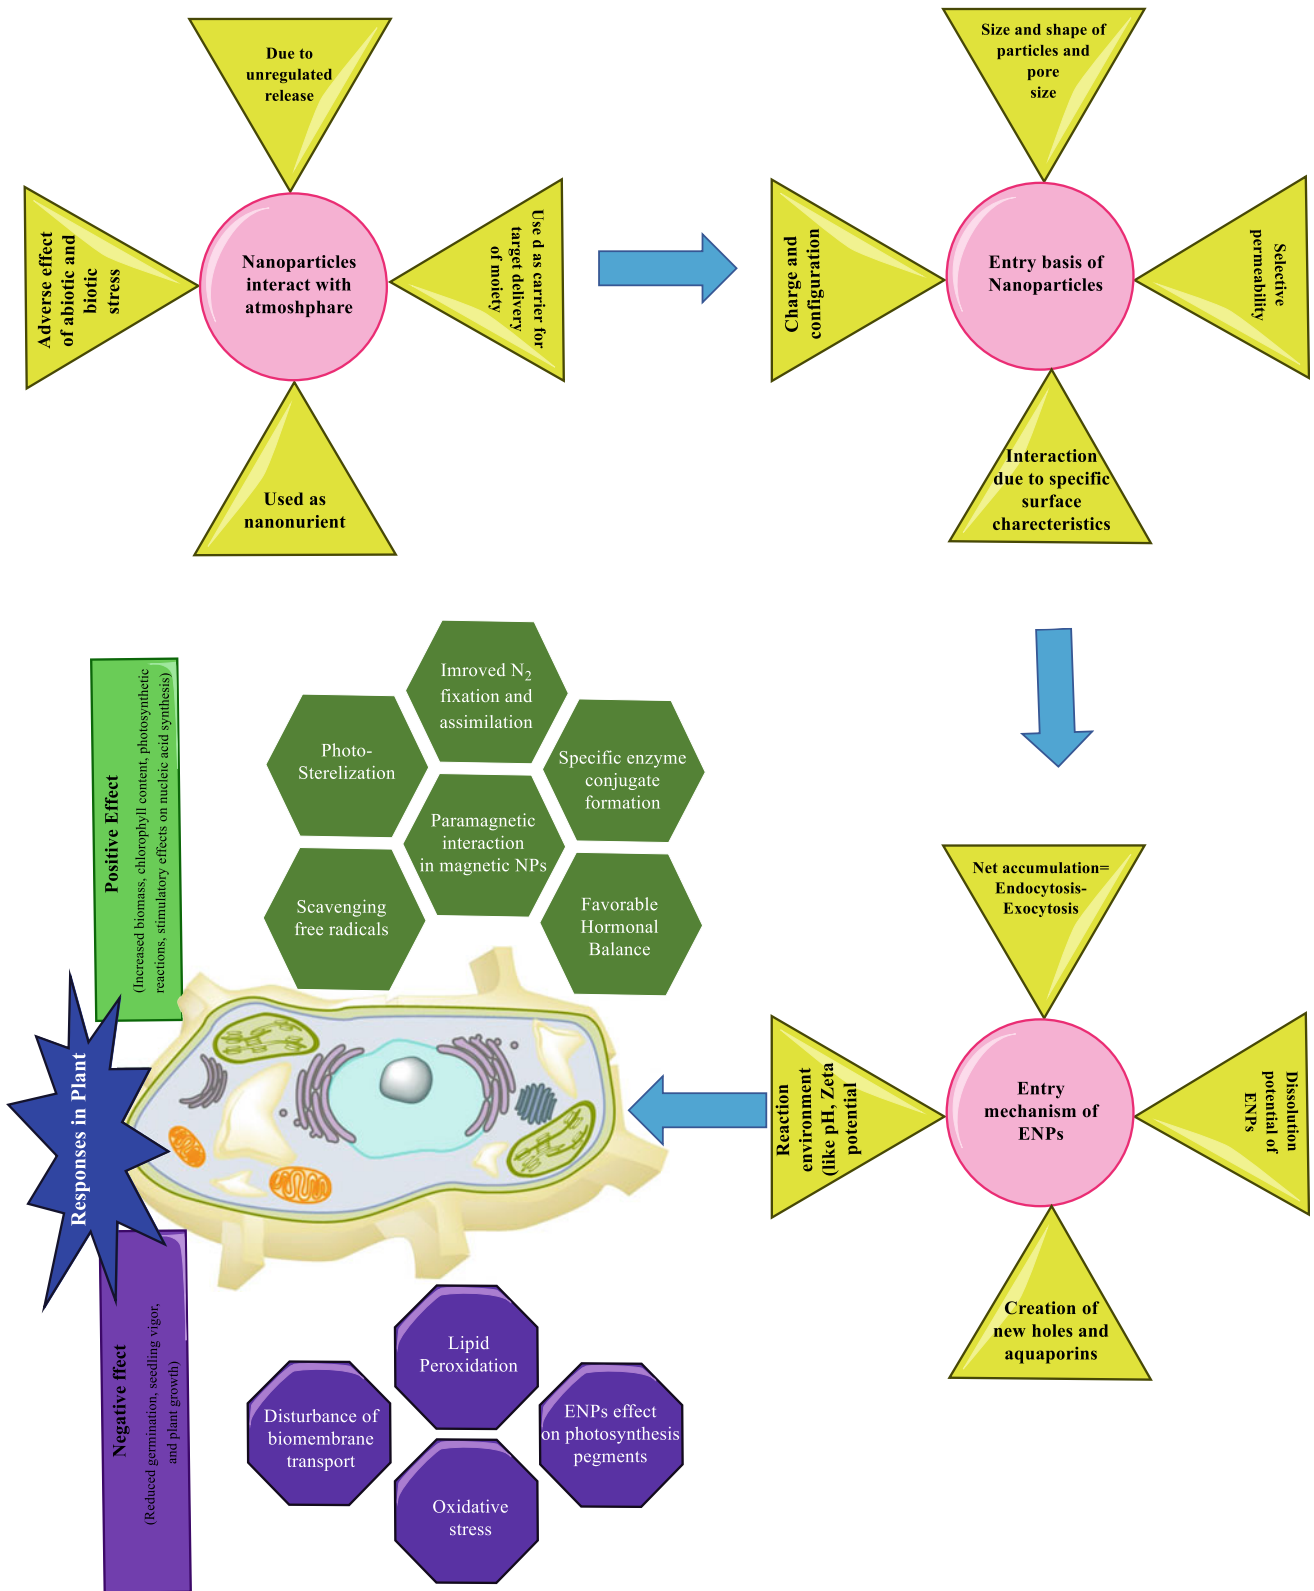 Due to
unregulated
release
Adverse effect
of abiotic and
biotic
stress
Nanoparticles
interact with
atmoshphare
Use d as carrier for
target delivery
of moiety
Used as
nanonurient
Size and shape of
particles and
pore
size
Charge and
configuration
Entry basis of
Nanoparticles
Selective
permeability
Interaction
due to specific
surface
charecteristics
Net accumulation=
Endocytosis-
Exocytosis
Reaction
environment
(like pH, Zeta
potential
Entry
mechanism of
ENPs
Dissolution
potential of
ENPs
Creation of
new holes and
aquaporins
Positive Effect
(Increased biomass, chlorophyll content, photosynthetic
reactions, stimulatory effects on nucleic acid synthesis)
Imroved N₂
fixation and
assimilation
Photo-
Sterelization
Specific enzyme
conjugate
formation
Paramagnetic
interaction
in magnetic NPs
Scavenging
free radicals
Favorable
Hormonal
Balance
Responses in Plant
Negative ffect
(Reduced germination, seedling vigor,
and plant growth)
Lipid
Peroxidation
Disturbance of
biomembrane
transport
ENPs effect
on photosynthesis
pegments
Oxidative
stress